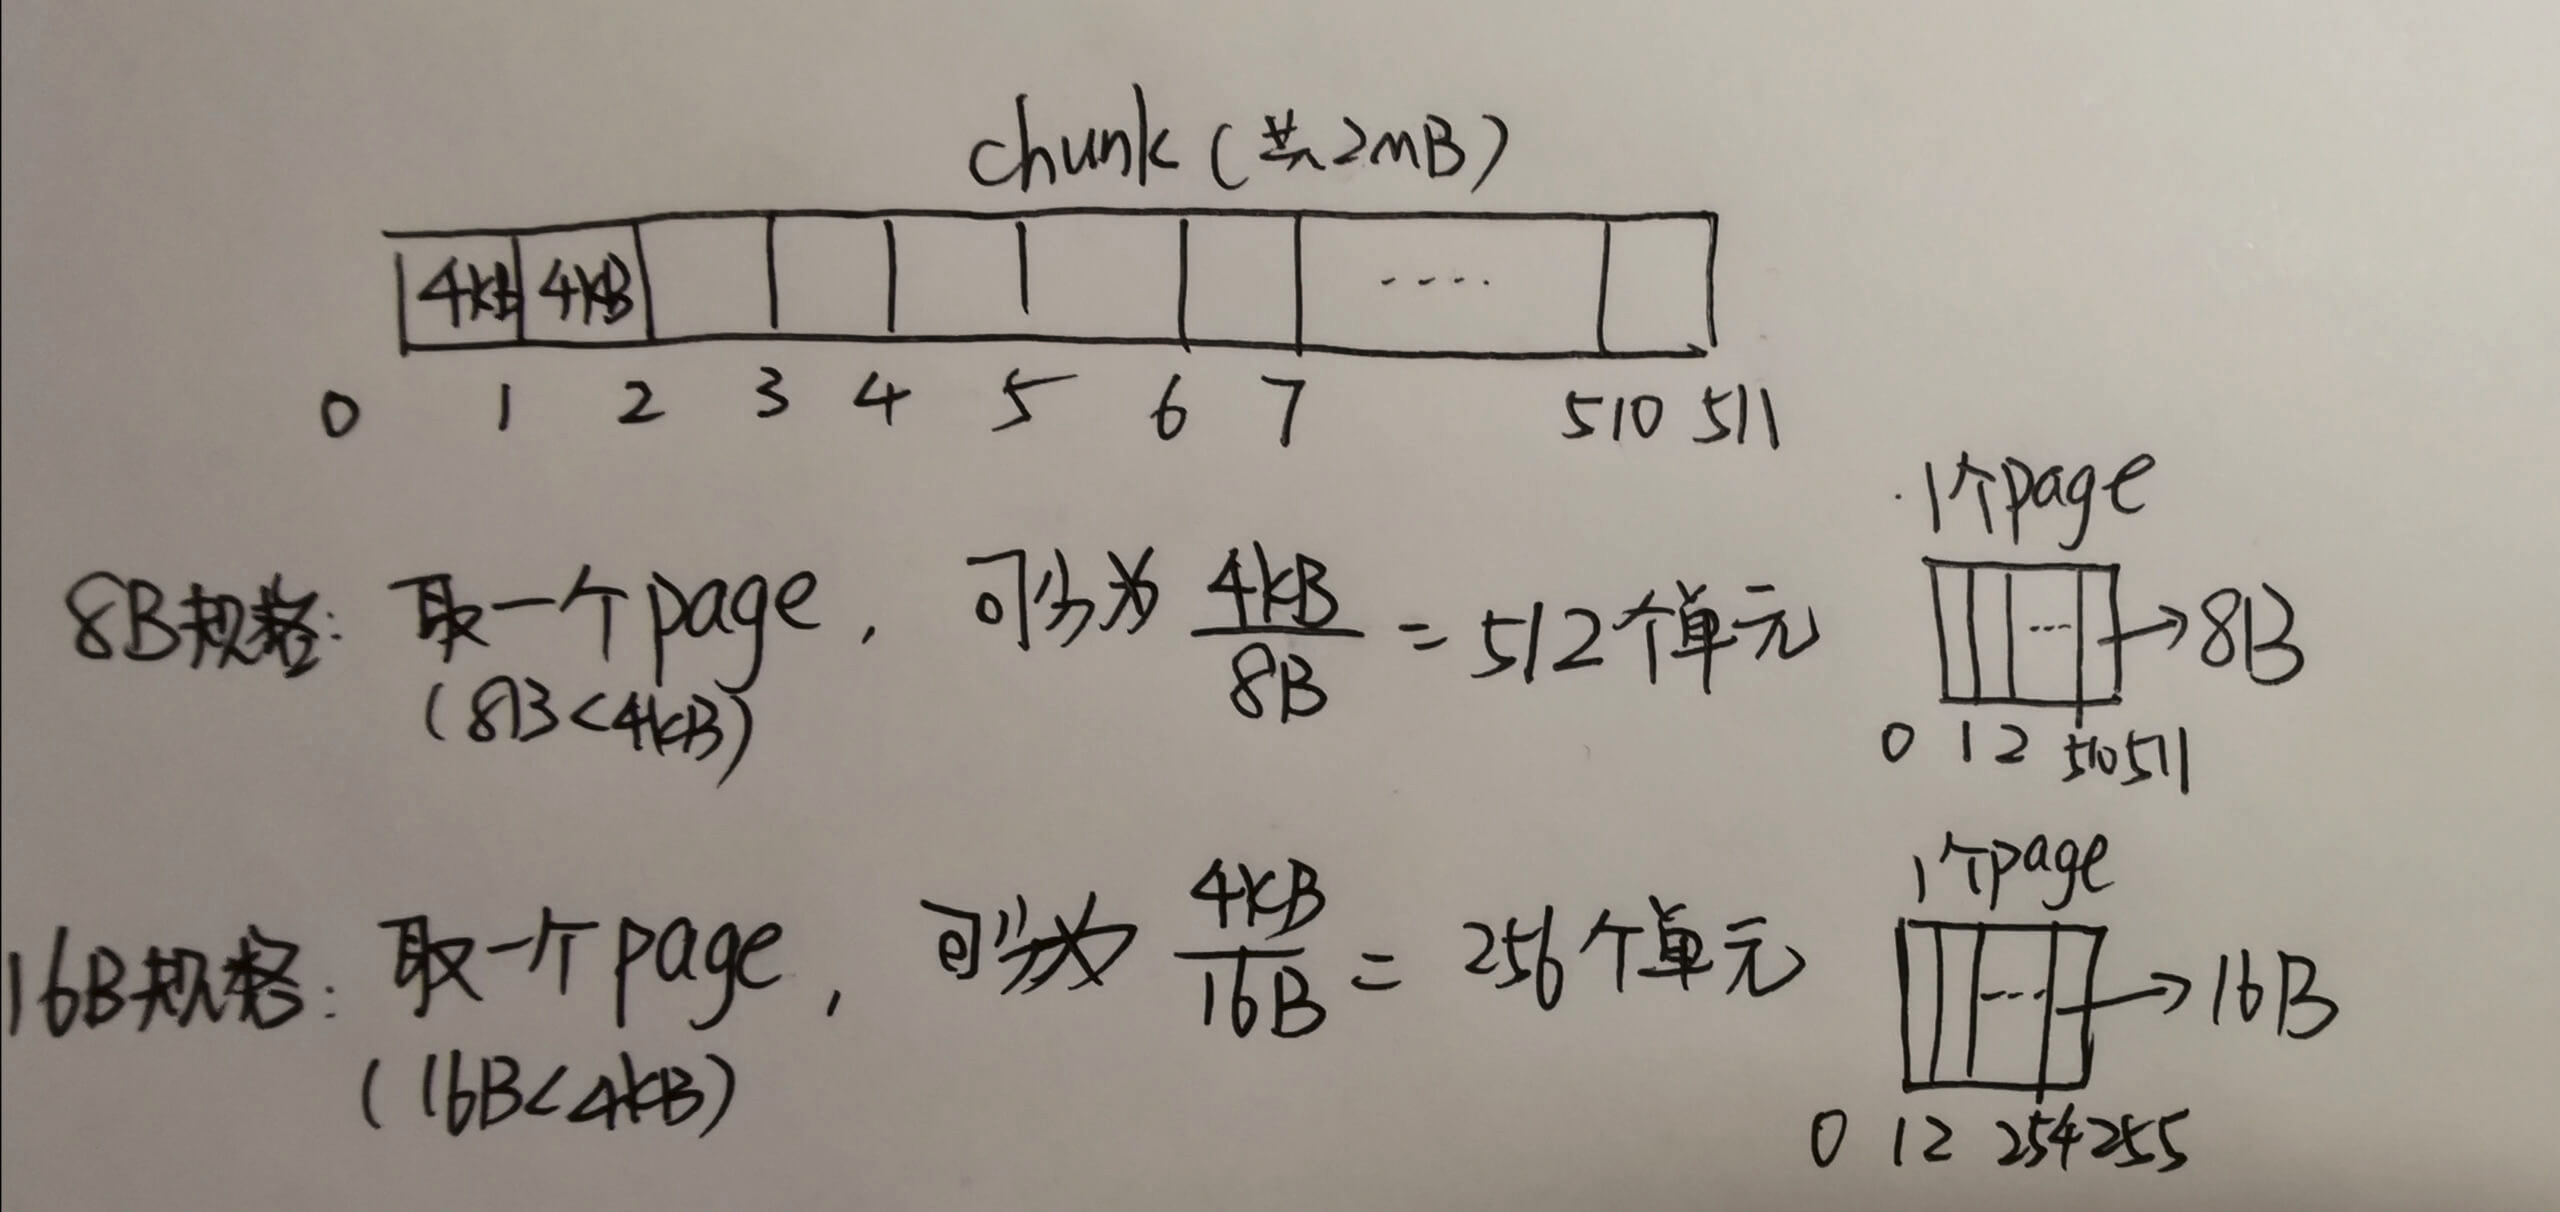 chunk (共2mB)
4kB 4kB ....
0 1 2 3 4 5 6 7 510 511
1个page
8B规格: 取一个page, 可分为 4kB/8B = 512个单元 --- → 8B
(8B<4kB)
0 1 2 510 511
1个page
16B规格: 取一个page, 可分为 4kB/16B = 256个单元 --- → 16B
(16B<4kB)
0 1 2 254 255